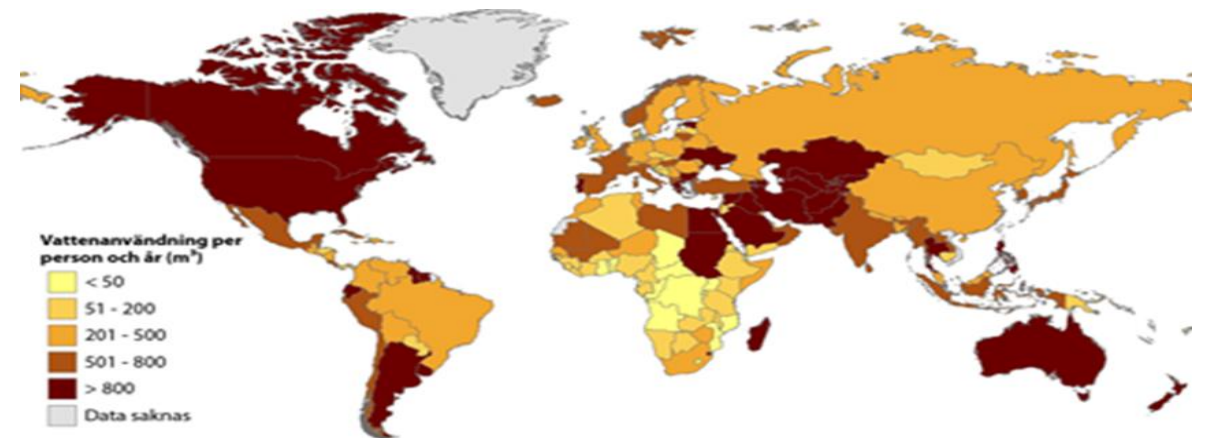 Vattenanvändning per
person och år (m³)
< 50
51 - 200
201 - 500
501 - 800
> 800
Data saknas